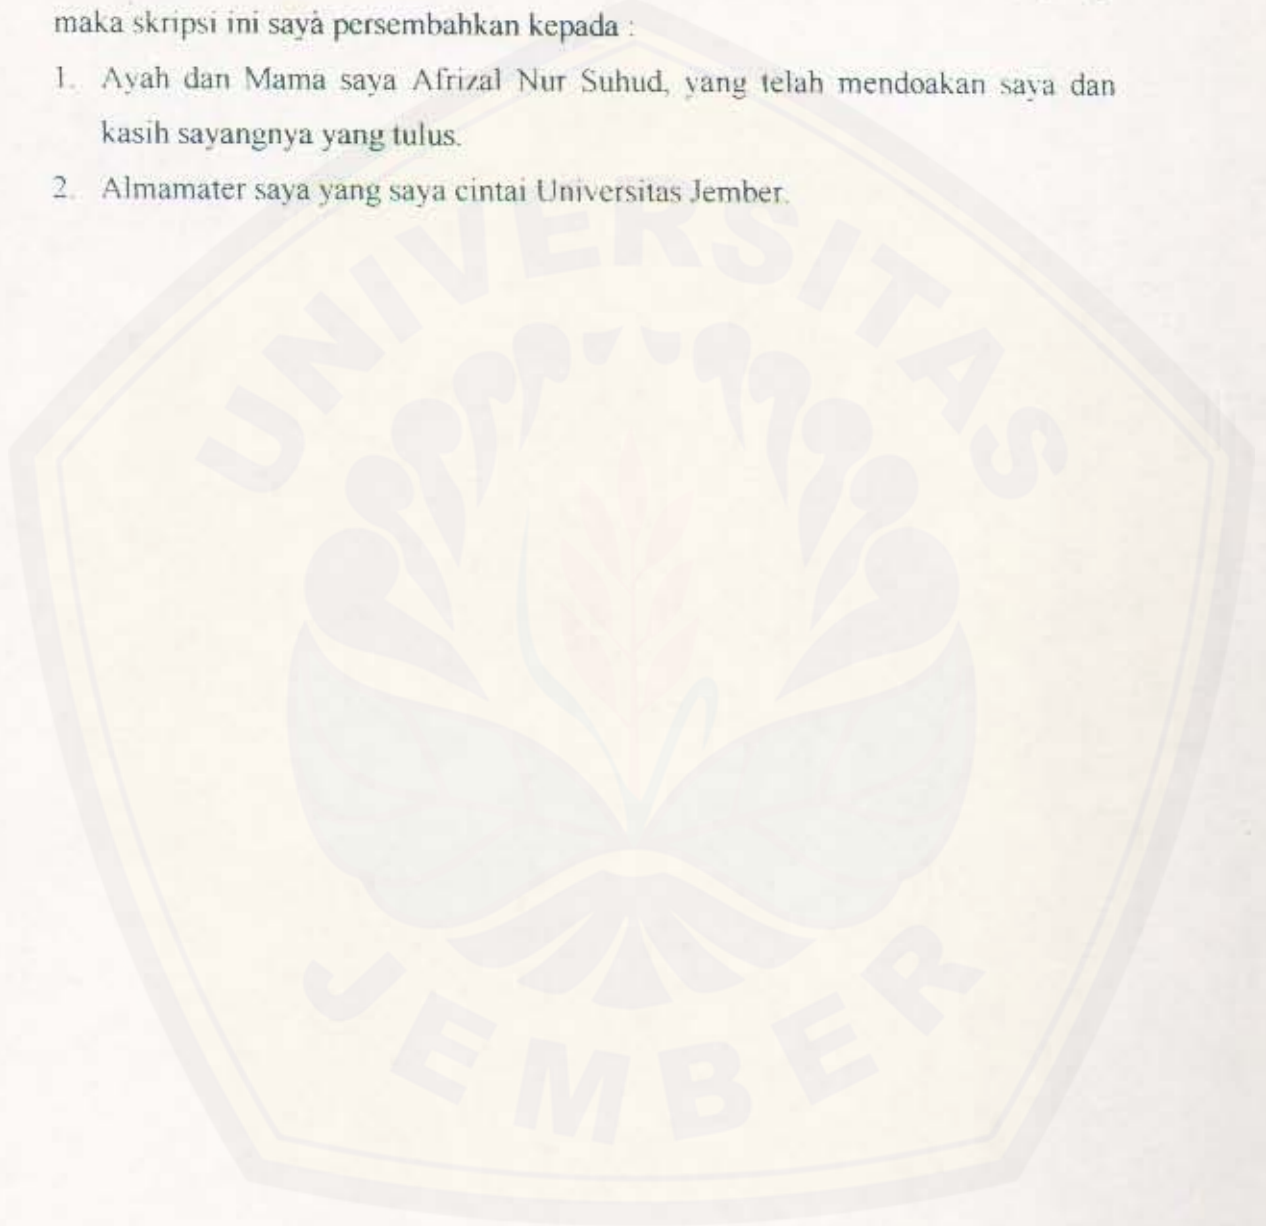 maka skripsi ini saya persembahkan kepada :
1. Ayah dan Mama saya Afrizal Nur Suhud, yang telah mendoakan saya dan
kasih sayangnya yang tulus.
2. Almamater saya yang saya cintai Universitas Jember.
UNIVERSITAS
JEMBER